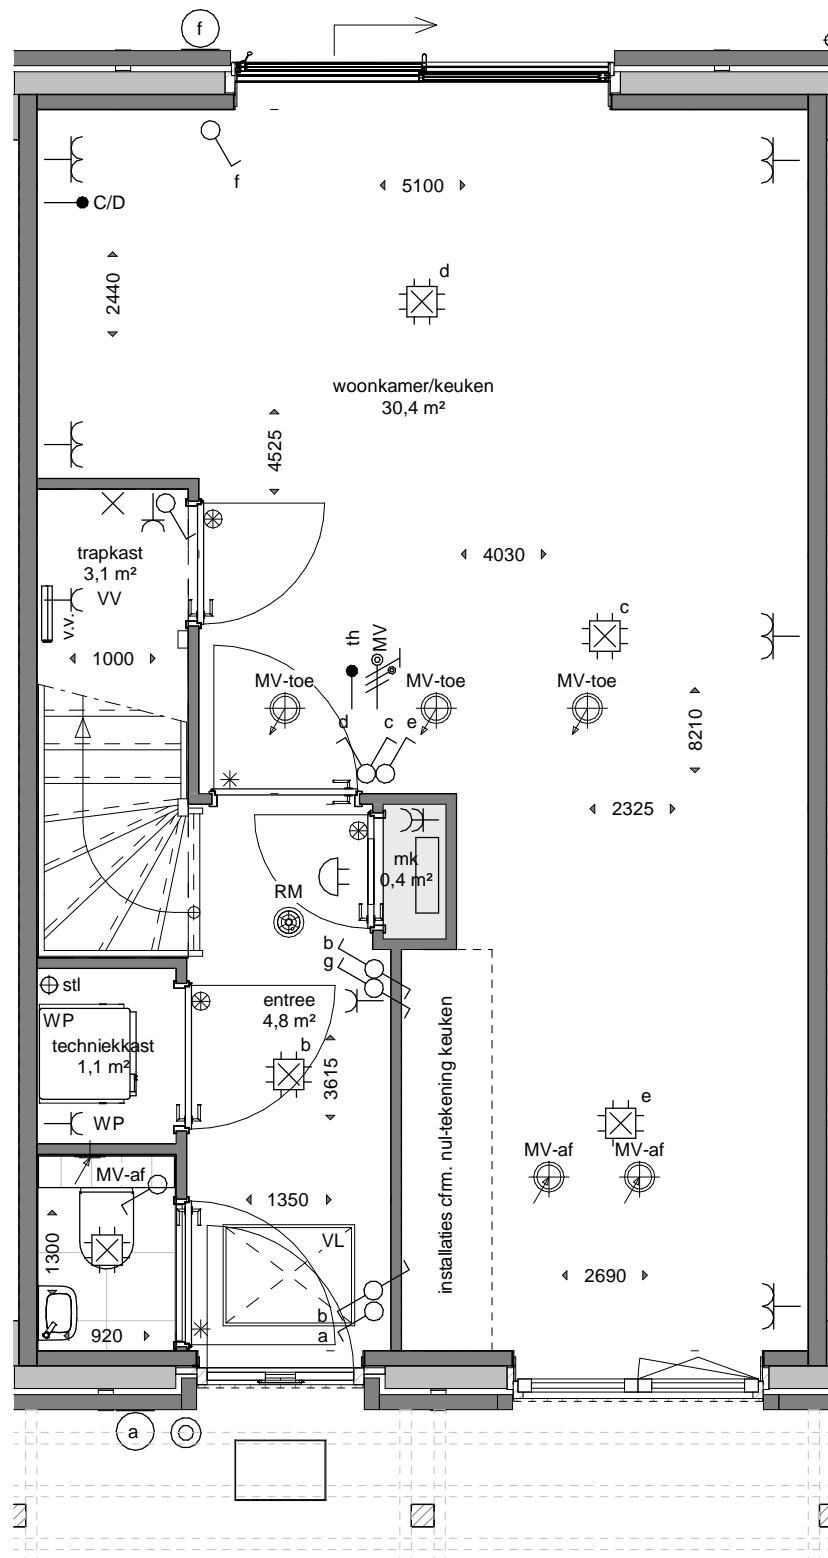 f
f
5100
C/D
2440
d
woonkamer/keuken
30,4 m²
4525
trapkast
3,1 m²
VV
v.v.
1000
4030
c
th
MV
MV-toe
MV-toe
MV-toe
d
c
e
8210
2325
mk
0,4 m²
RM
b
g
stl
WP
techniekkast
1,1 m²
WP
entree
4,8 m²
b
3615
installaties cfrm. nul-tekening keuken
e
MV-af
MV-af
MV-af
1350
1300
VL
920
b
a
2690
a